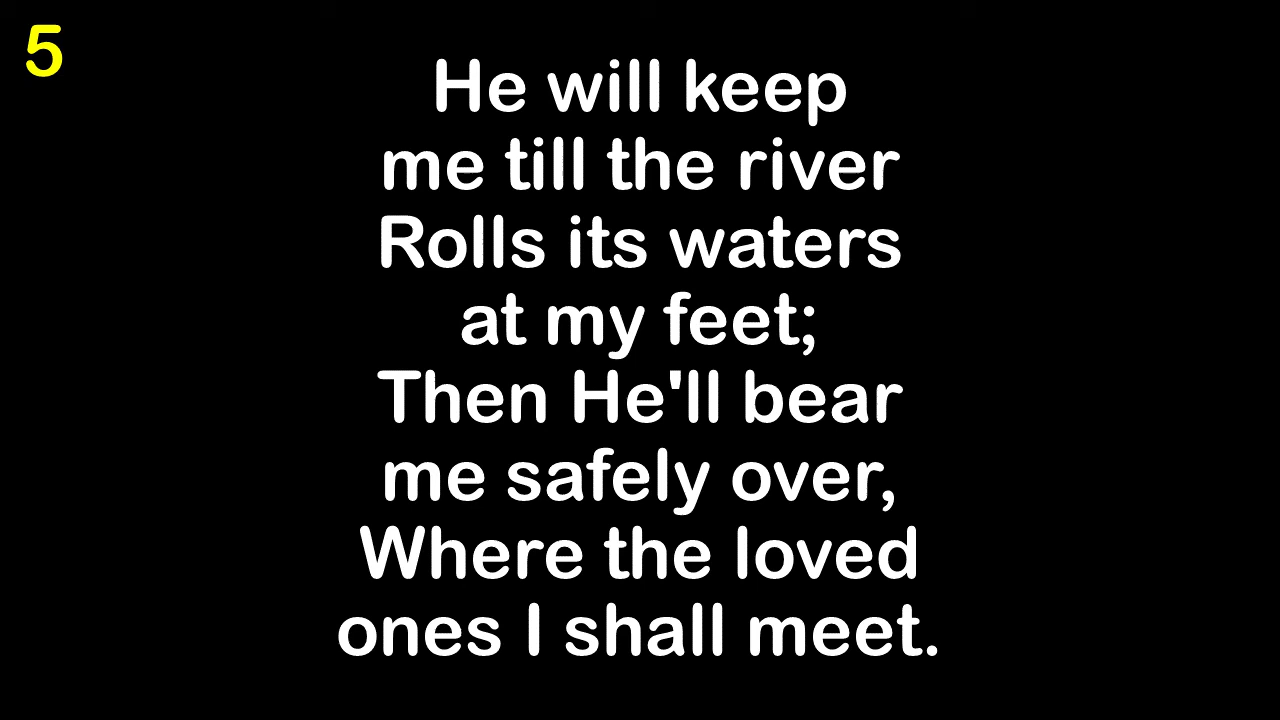 5
He will keep
me till the river
Rolls its waters
at my feet;
Then He'll bear
me safely over,
Where the loved
ones I shall meet.